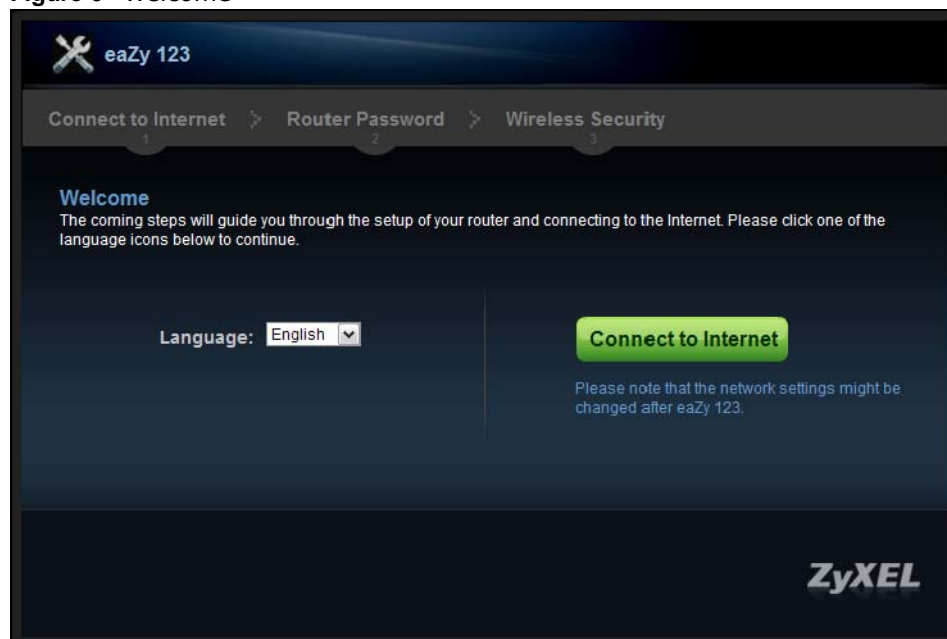 eaZy 123
Connect to Internet > Router Password > Wireless Security
1 2 3
Welcome
The coming steps will guide you through the setup of your router and connecting to the Internet. Please click one of the
language icons below to continue.
Language: English
Connect to Internet
Please note that the network settings might be
changed after eaZy 123.
ZyXEL